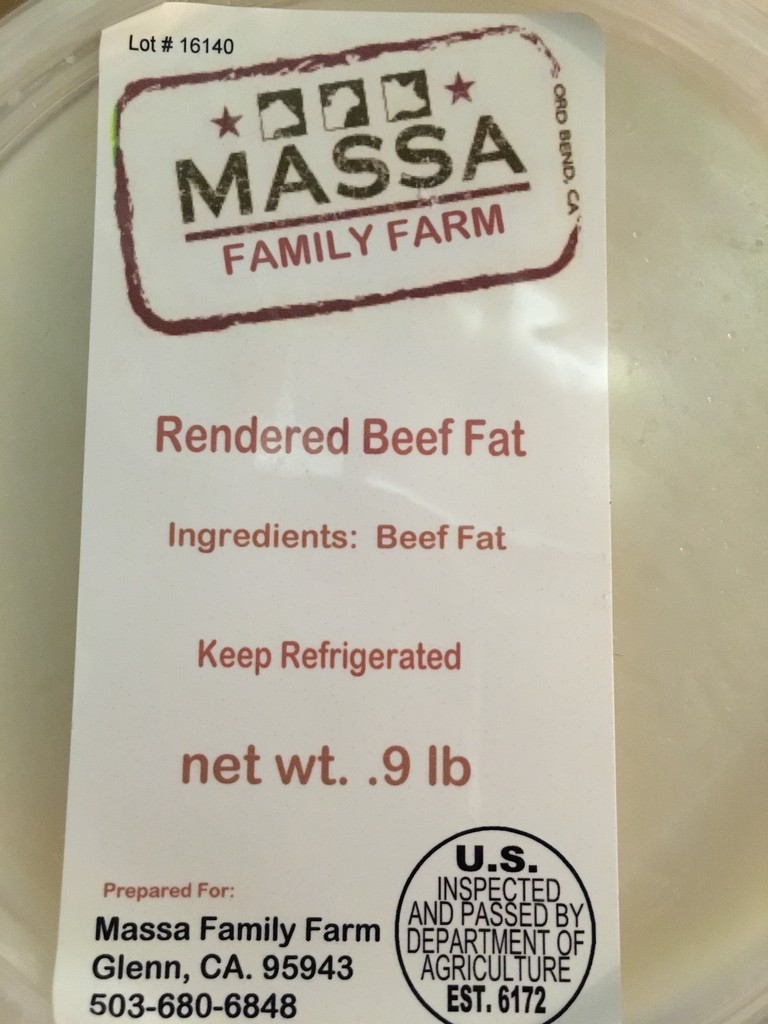 Lot # 16140
MASSA
FAMILY FARM
ORD BEND, CA
Rendered Beef Fat
Ingredients: Beef Fat
Keep Refrigerated
net wt. .9 lb
Prepared For:
Massa Family Farm
Glenn, CA. 95943
503-680-6848
U.S.
INSPECTED
AND PASSED BY
DEPARTMENT OF
AGRICULTURE
EST. 6172